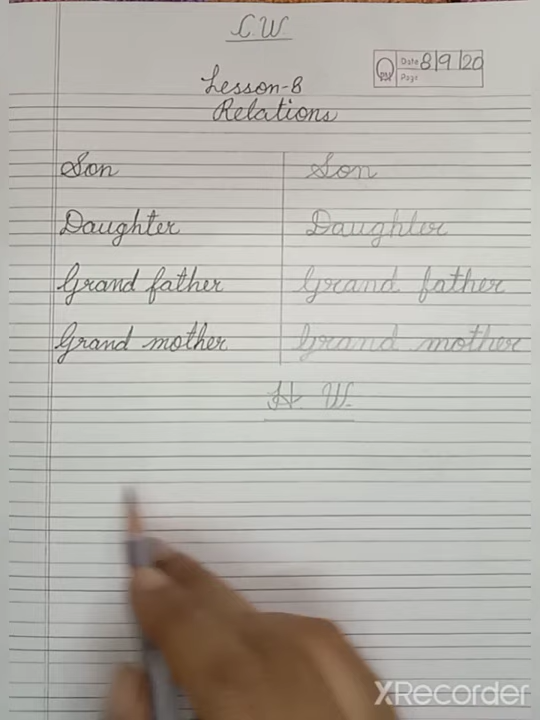 C.W.
Date 8/9/20
Page
Lesson-8
Relations
Son Son
Daughter Daughter
Grand father Grand father
Grand mother Grand mother
H. W.
XRecorder